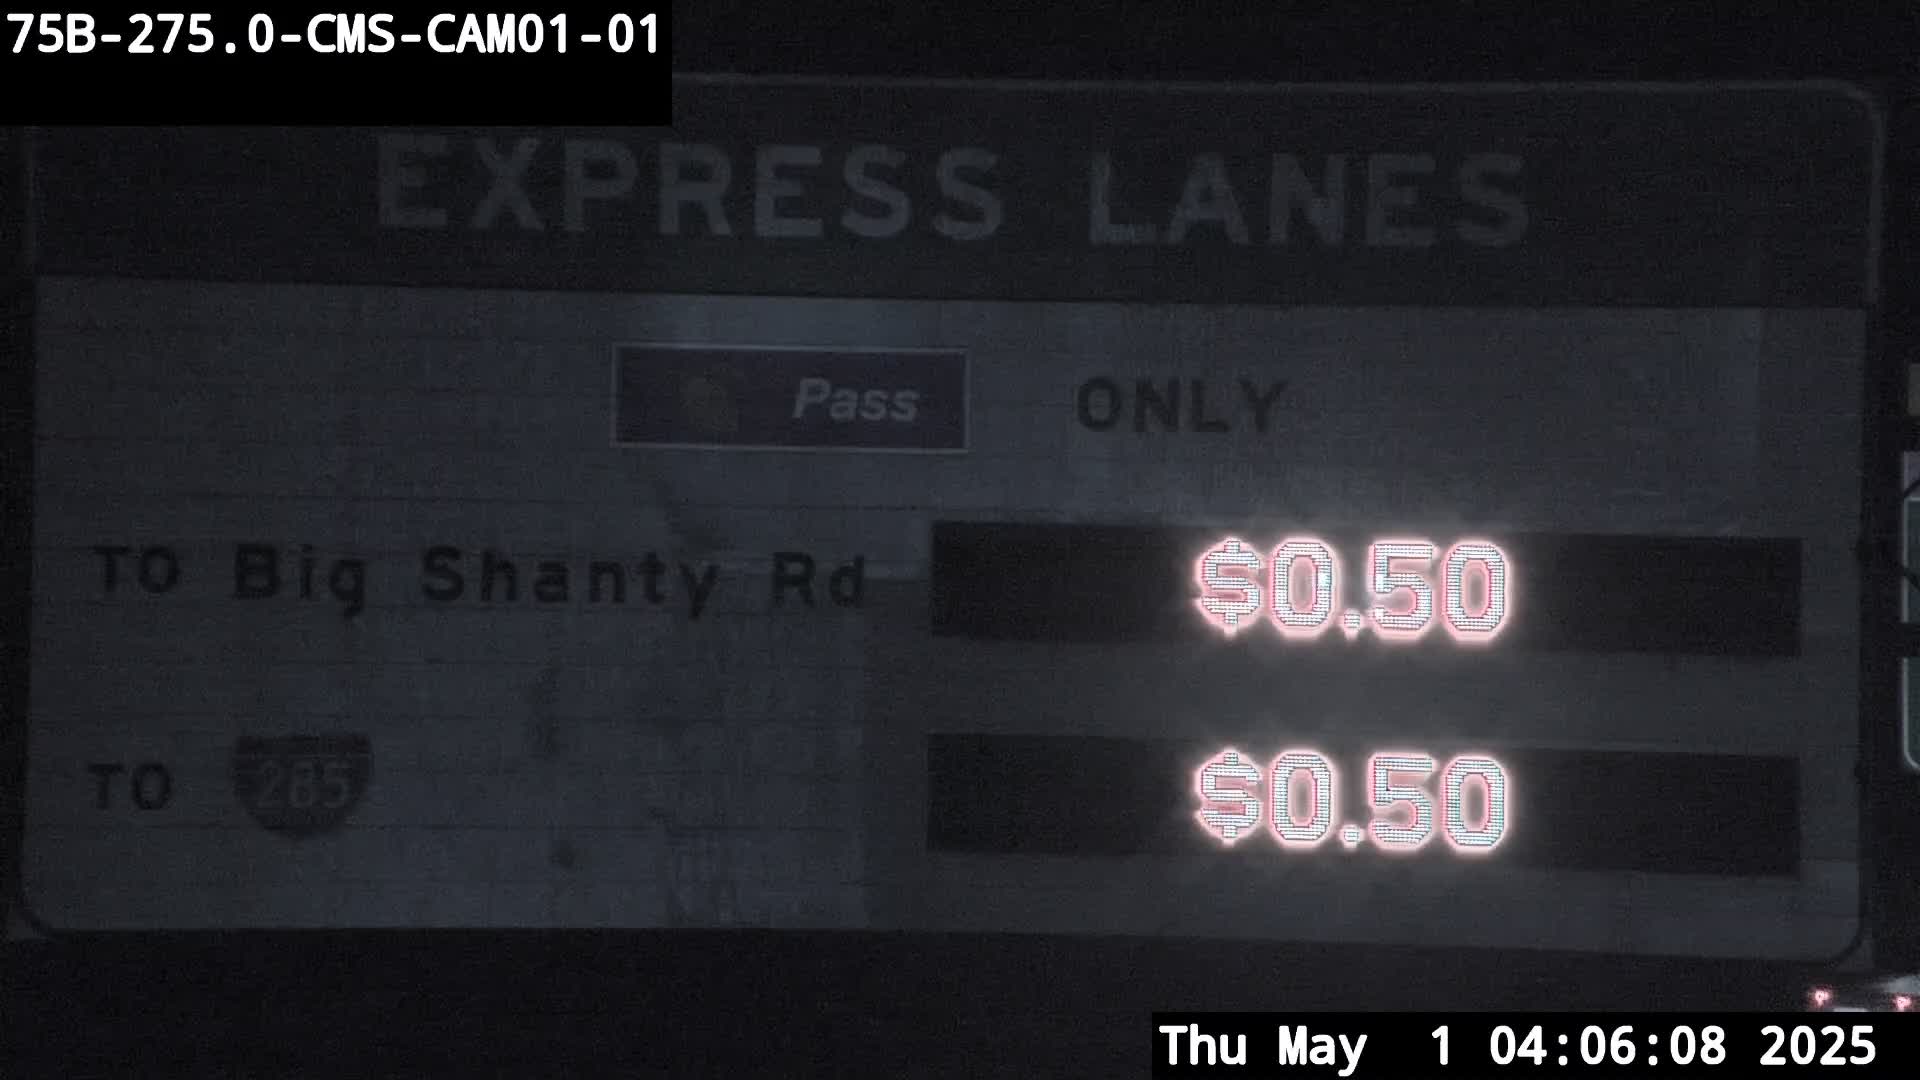 75B-275.0-CMS-CAM01-01
EXPRESS LANES
Pass ONLY
TO Big Shanty Rd $0.50
TO 285 $0.50
Thu May 1 04:06:08 2025